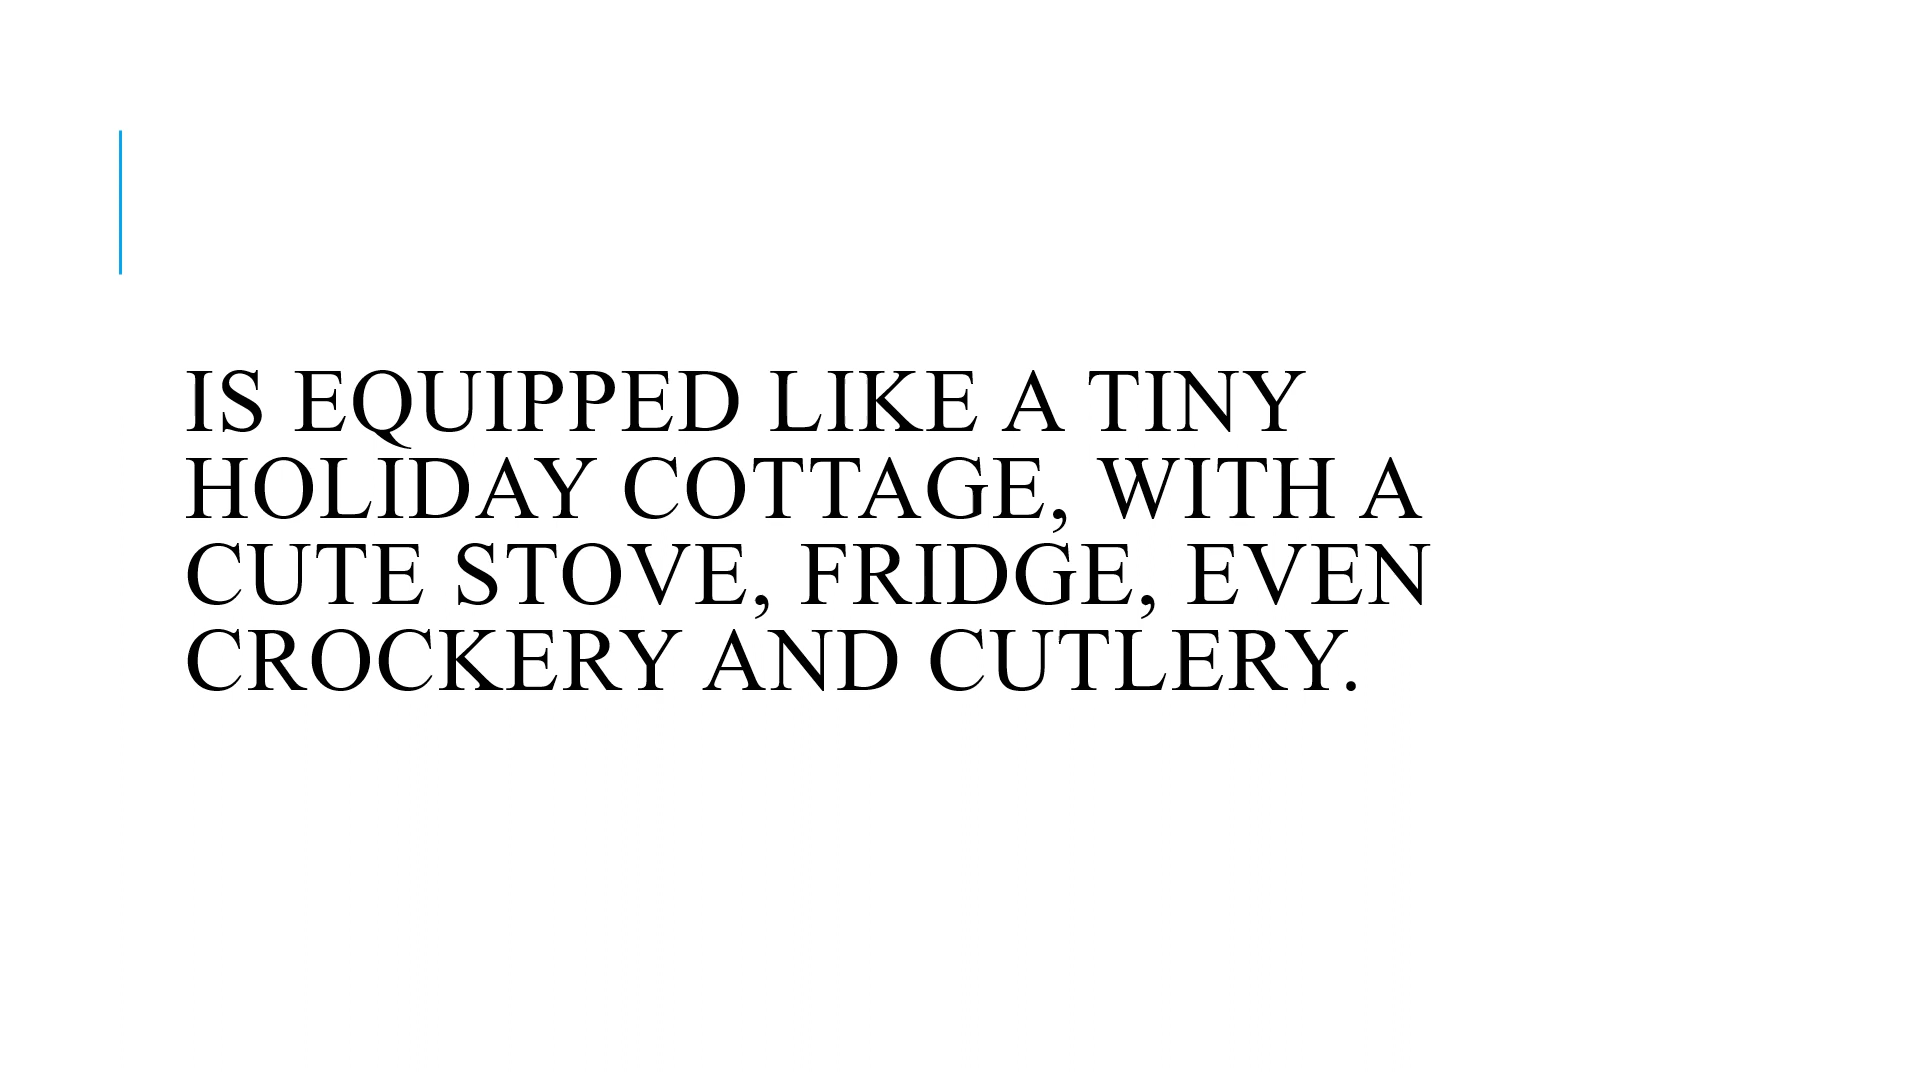 IS EQUIPPED LIKE A TINY
HOLIDAY COTTAGE, WITH A
CUTE STOVE, FRIDGE, EVEN
CROCKERY AND CUTLERY.